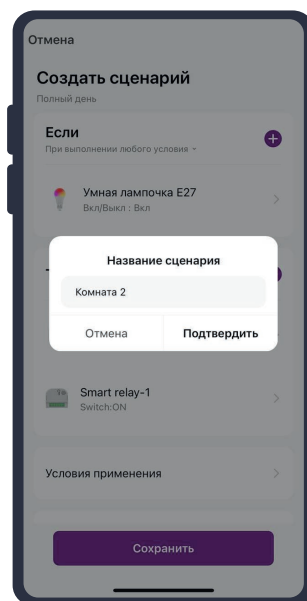 Отмена
Создать сценарий
Полный день
Если
При выполнении любого условия
Умная лампочка E27
Вкл/Выкл : Вкл
Название сценария
Комната 2
Отмена
Подтвердить
Smart relay-1
Switch:ON
Условия применения
Сохранить